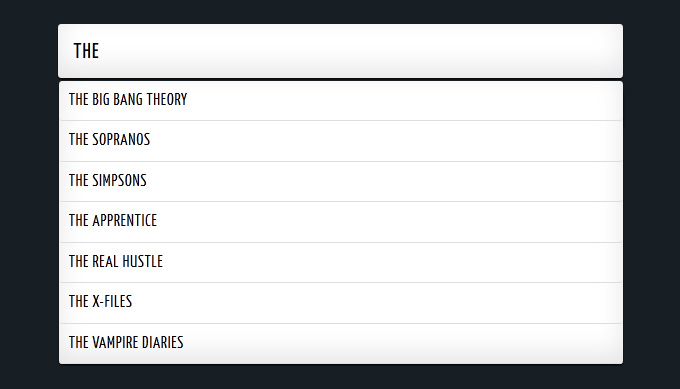 THE
THE BIG BANG THEORY
THE SOPRANOS
THE SIMPSONS
THE APPRENTICE
THE REAL HUSTLE
THE X-FILES
THE VAMPIRE DIARIES